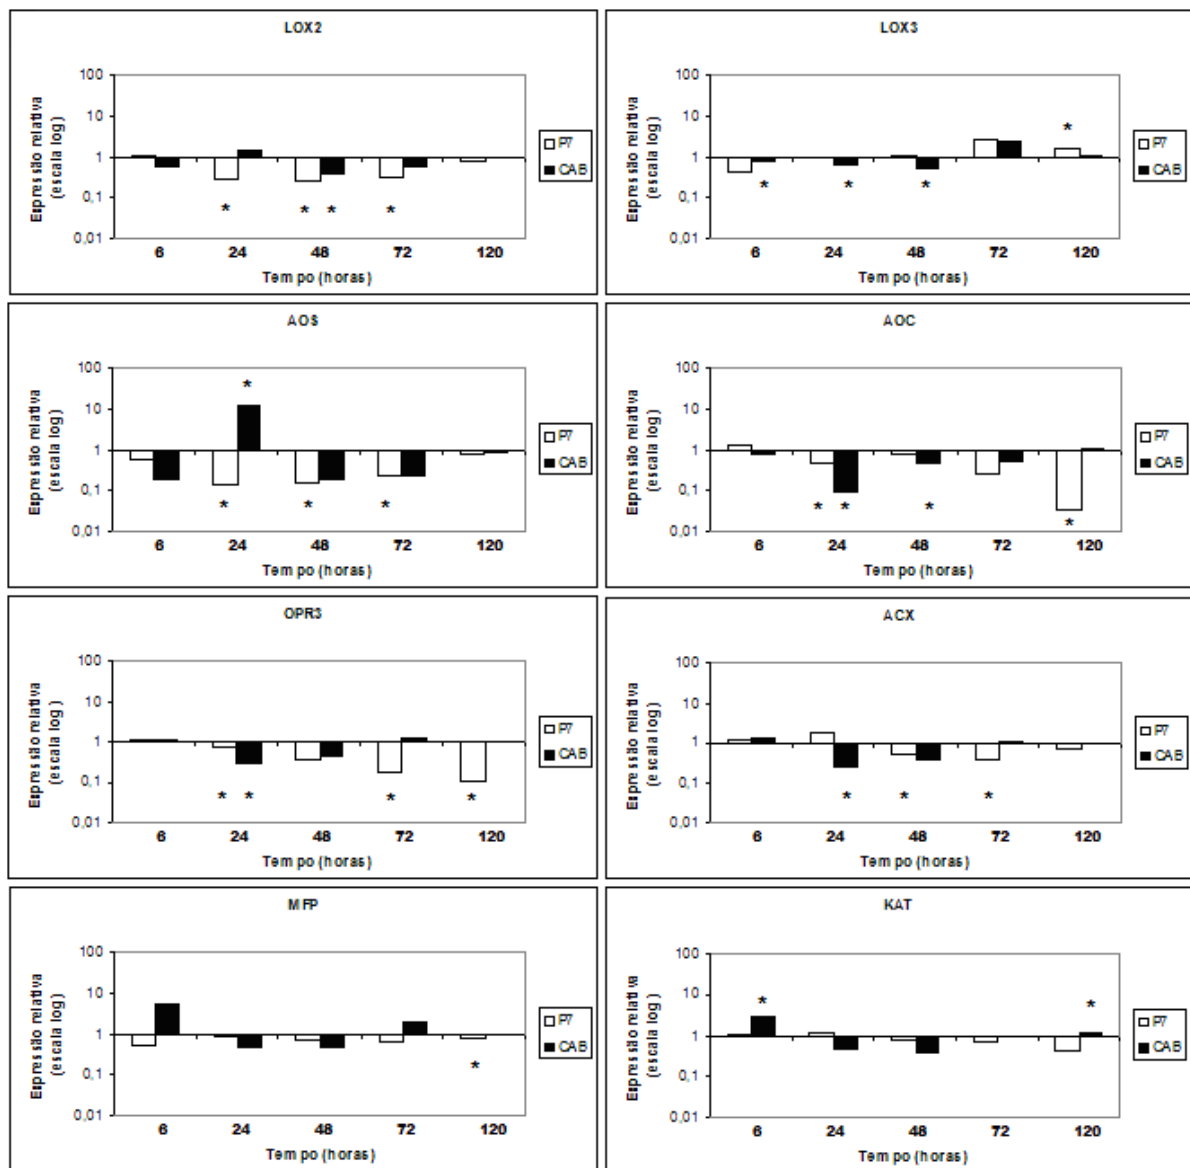 LOX2
Expressão relativa
(escala log)
100
10
1
0,1
0,01
* * * *
6 24 48 72 120
Tempo (horas)
P7
CAB
LOX3
Expressão relativa
(escala log)
100
10
1
0,1
0,01
*
* * *
6 24 48 72 120
Tempo (horas)
P7
CAB
AOS
Expressão relativa
(escala log)
100
10
1
0,1
0,01
*
* * *
6 24 48 72 120
Tempo (horas)
P7
CAB
AOC
Expressão relativa
(escala log)
100
10
1
0,1
0,01
* * * *
6 24 48 72 120
Tempo (horas)
P7
CAB
OPR3
Expressão relativa
(escala log)
100
10
1
0,1
0,01
* * * *
6 24 48 72 120
Tempo (horas)
P7
CAB
ACX
Expressão relativa
(escala log)
100
10
1
0,1
0,01
* * *
6 24 48 72 120
Tempo (horas)
P7
CAB
MFP
Expressão relativa
(escala log)
100
10
1
0,1
0,01
*
6 24 48 72 120
Tempo (horas)
P7
CAB
KAT
Expressão relativa
(escala log)
100
10
1
0,1
0,01
* *
6 24 48 72 120
Tempo (horas)
P7
CAB